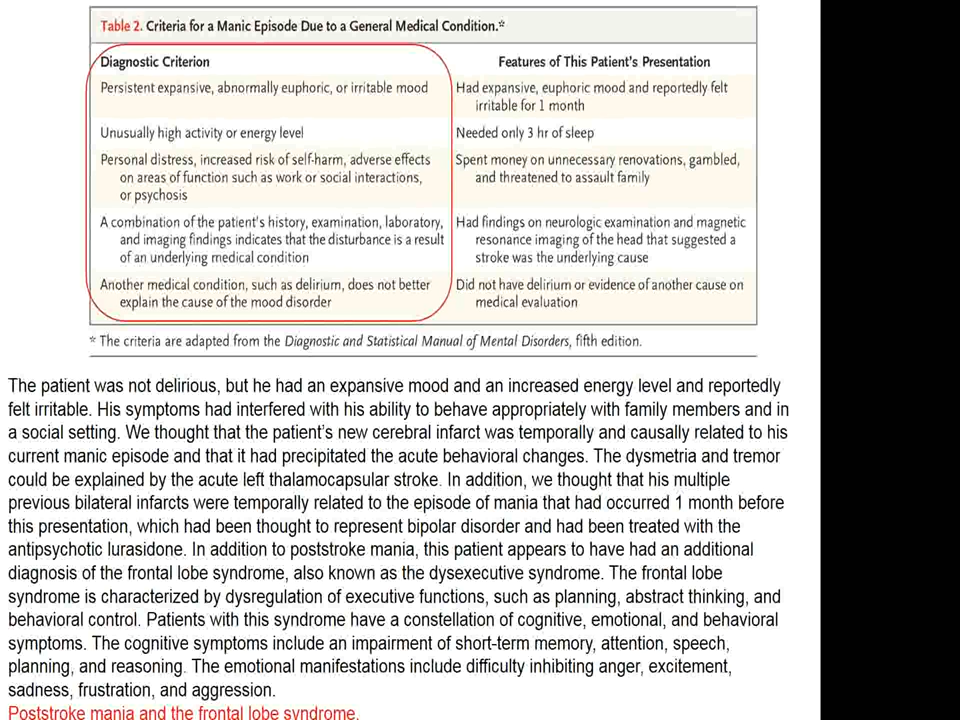 Table 2. Criteria for a Manic Episode Due to a General Medical Condition.*
Diagnostic Criterion Features of This Patient's Presentation
Persistent expansive, abnormally euphoric, or irritable mood Had expansive, euphoric mood and reportedly felt
irritable for 1 month
Unusually high activity or energy level Needed only 3 hr of sleep
Personal distress, increased risk of self-harm, adverse effects Spent money on unnecessary renovations, gambled,
on areas of function such as work or social interactions, and threatened to assault family
or psychosis
A combination of the patient's history, examination, laboratory, Had findings on neurologic examination and magnetic
and imaging findings indicates that the disturbance is a result resonance imaging of the head that suggested a
of an underlying medical condition stroke was the underlying cause
Another medical condition, such as delirium, does not better Did not have delirium or evidence of another cause on
explain the cause of the mood disorder medical evaluation
* The criteria are adapted from the Diagnostic and Statistical Manual of Mental Disorders, fifth edition.
The patient was not delirious, but he had an expansive mood and an increased energy level and reportedly
felt irritable. His symptoms had interfered with his ability to behave appropriately with family members and in
a social setting. We thought that the patient's new cerebral infarct was temporally and causally related to his
current manic episode and that it had precipitated the acute behavioral changes. The dysmetria and tremor
could be explained by the acute left thalamocapsular stroke. In addition, we thought that his multiple
previous bilateral infarcts were temporally related to the episode of mania that had occurred 1 month before
this presentation, which had been thought to represent bipolar disorder and had been treated with the
antipsychotic lurasidone. In addition to poststroke mania, this patient appears to have had an additional
diagnosis of the frontal lobe syndrome, also known as the dysexecutive syndrome. The frontal lobe
syndrome is characterized by dysregulation of executive functions, such as planning, abstract thinking, and
behavioral control. Patients with this syndrome have a constellation of cognitive, emotional, and behavioral
symptoms. The cognitive symptoms include an impairment of short-term memory, attention, speech,
planning, and reasoning. The emotional manifestations include difficulty inhibiting anger, excitement,
sadness, frustration, and aggression.
Poststroke mania and the frontal lobe syndrome.